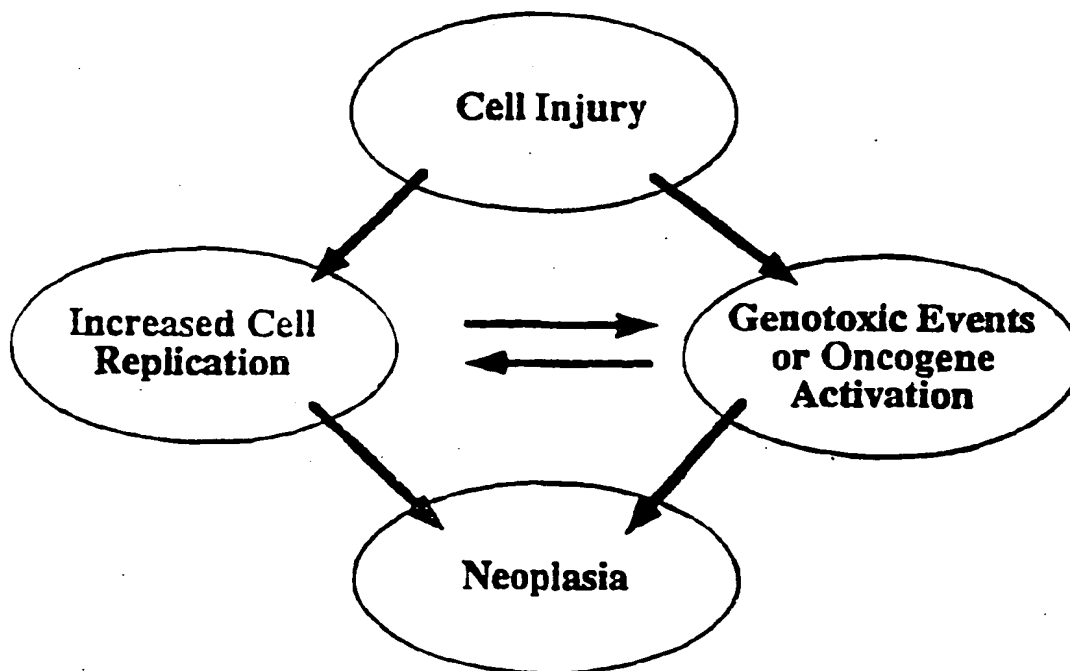 Cell Injury
Increased Cell
Replication
Genotoxic Events
or Oncogene
Activation
Neoplasia